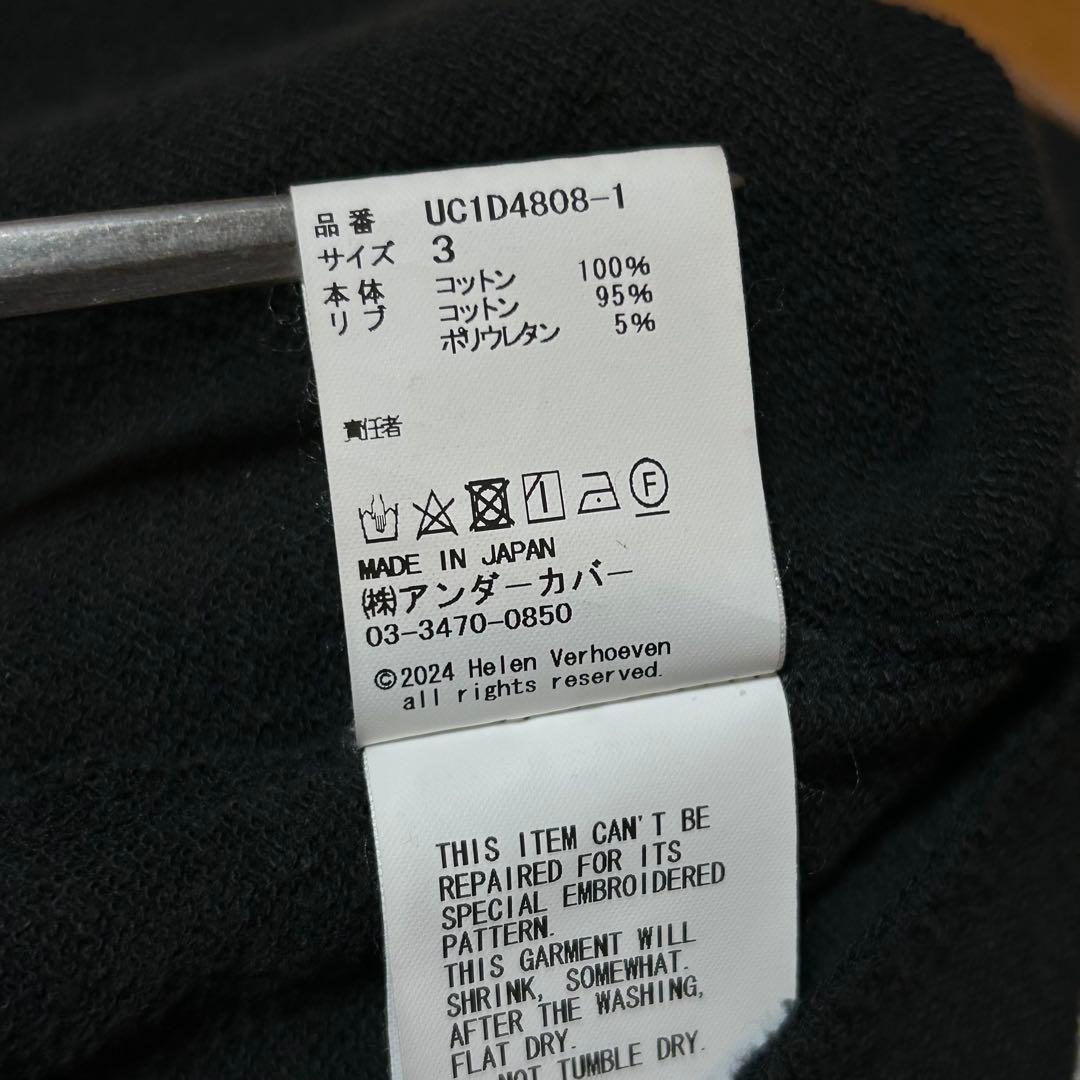 品番 UC1D4808-1
サイズ 3
本体 コットン 100%
リブ コットン 95%
ポリウレタン 5%
責任者
F
MADE IN JAPAN
㈱アンダーカバー
03-3470-0850
©2024 Helen Verhoeven
all rights reserved.
THIS ITEM CAN'T BE
REPAIRED FOR ITS
SPECIAL EMBROIDERED
PATTERN.
THIS GARMENT WILL
SHRINK, SOMEWHAT.
AFTER THE WASHING,
FLAT DRY.
NOT TUMBLE DRY.